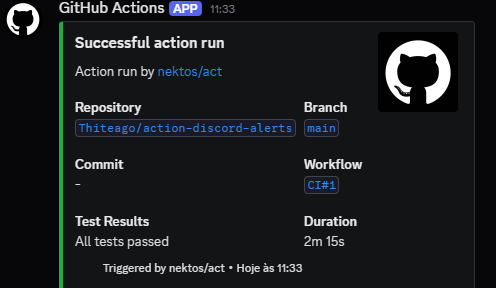 GitHub Actions APP 11:33
Successful action run
Action run by nektos/act
Repository
Branch
Thiteago/action-discord-alerts
main
Commit
Workflow
-
CI#1
Test Results
Duration
All tests passed
2m 15s
Triggered by nektos/act • Hoje às 11:33